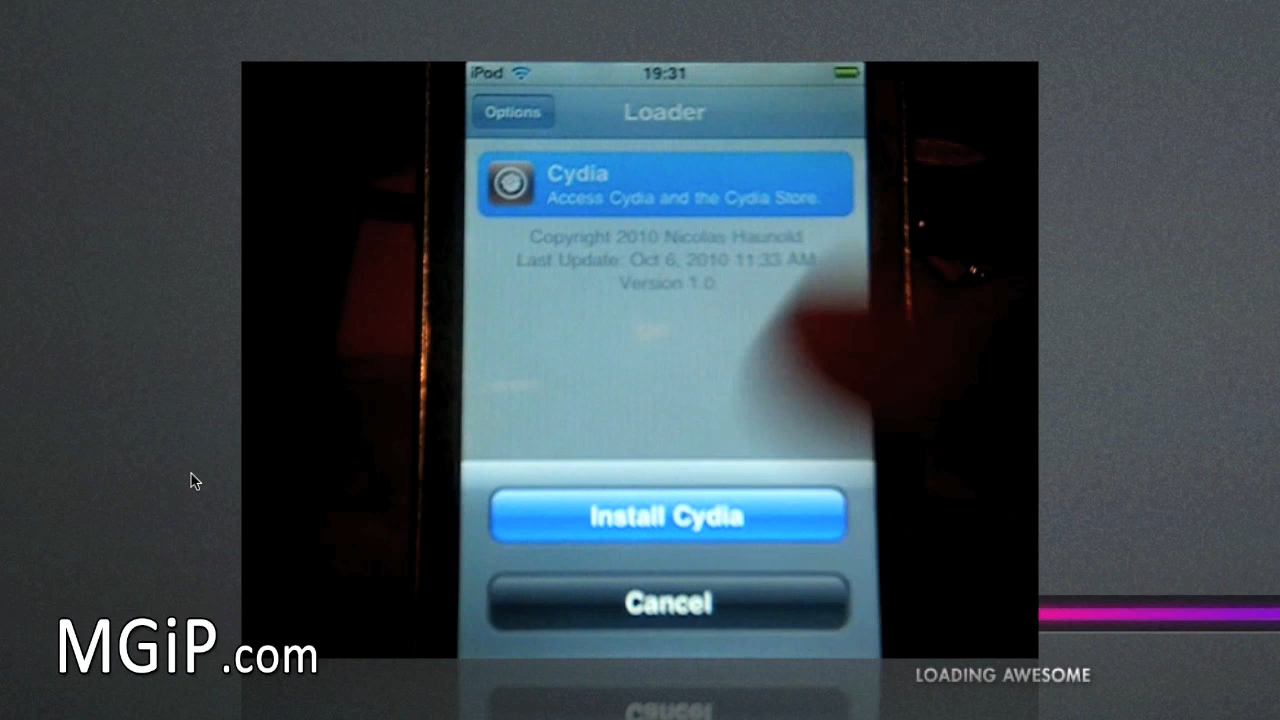 iPod 19:31
Options Loader
Cydia
Access Cydia and the Cydia Store.
Copyright 2010 Nicolas Haunold
Last Update: Oct 6, 2010 11:33 AM
Version 1.0
Install Cydia
Cancel
MGiP.com
LOADING AWESOME
Cancel